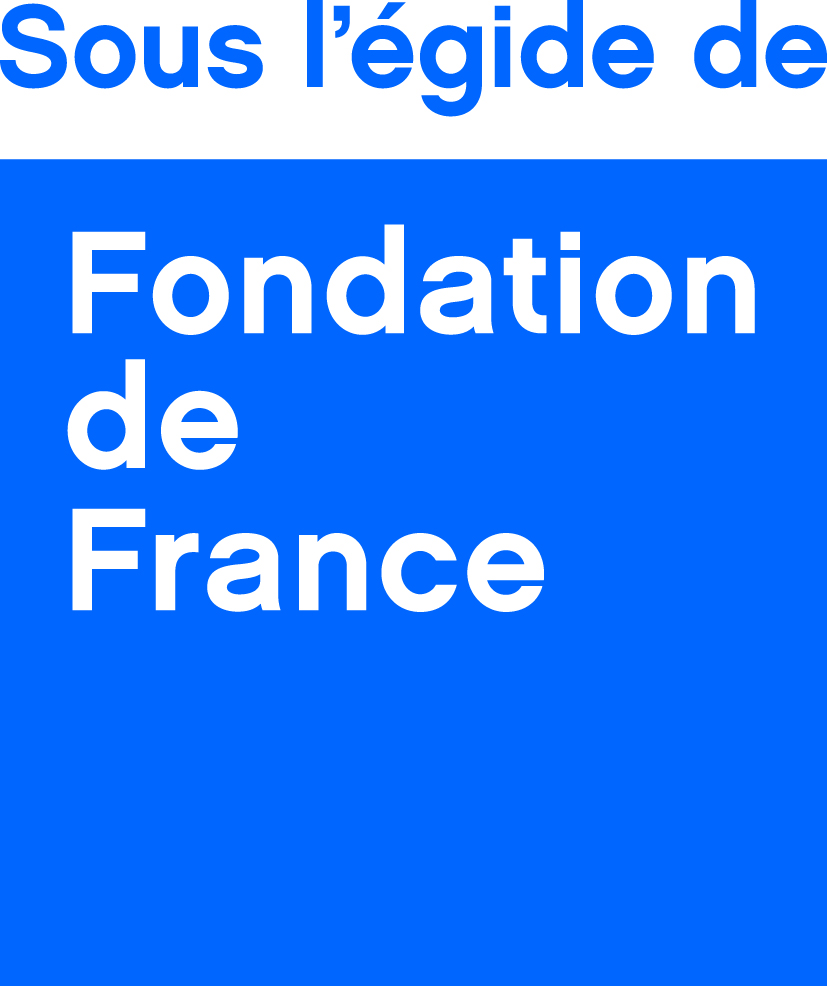 Sous l’égide de
Fondation
de
France